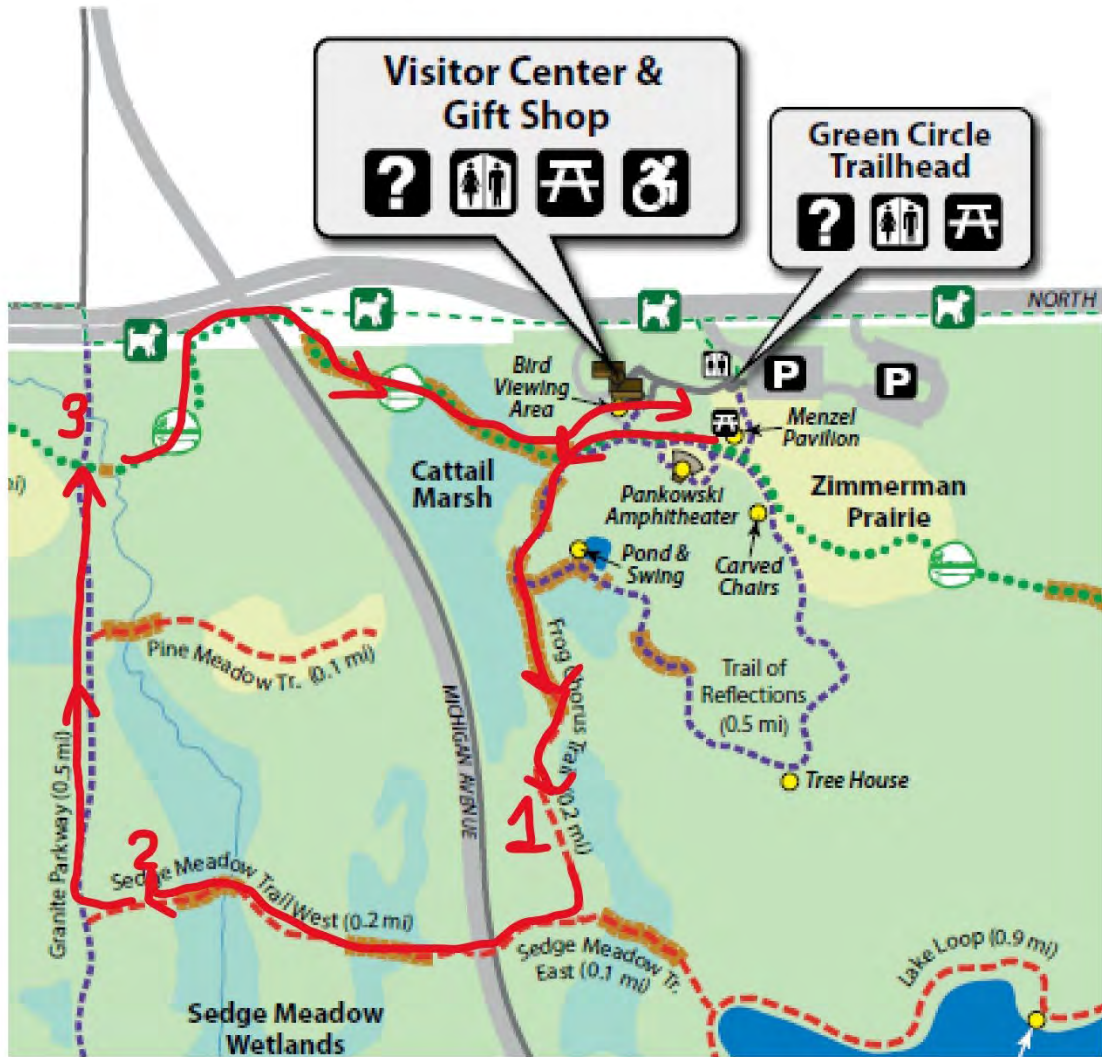 Visitor Center &
Gift Shop
?
Green Circle
Trailhead
?
NORTH
Bird
Viewing
Area
P
P
Menzel
Pavilion
3
Cattail
Marsh
Pankowski
Amphitheater
Zimmerman
Prairie
i)
Pond &
Swing
Carved
Chairs
Pine Meadow Tr. (0.1 mi)
Frog Chorus Trail (0.2 mi)
Trail of
Reflections
(0.5 mi)
MICHIGAN AVENUE
Granite Parkway (0.5 mi)
Tree House
1
2
Sedge Meadow Trail West (0.2 mi)
Sedge Meadow Tr.
East (0.1 mi)
Lake Loop (0.9 mi)
Sedge Meadow
Wetlands